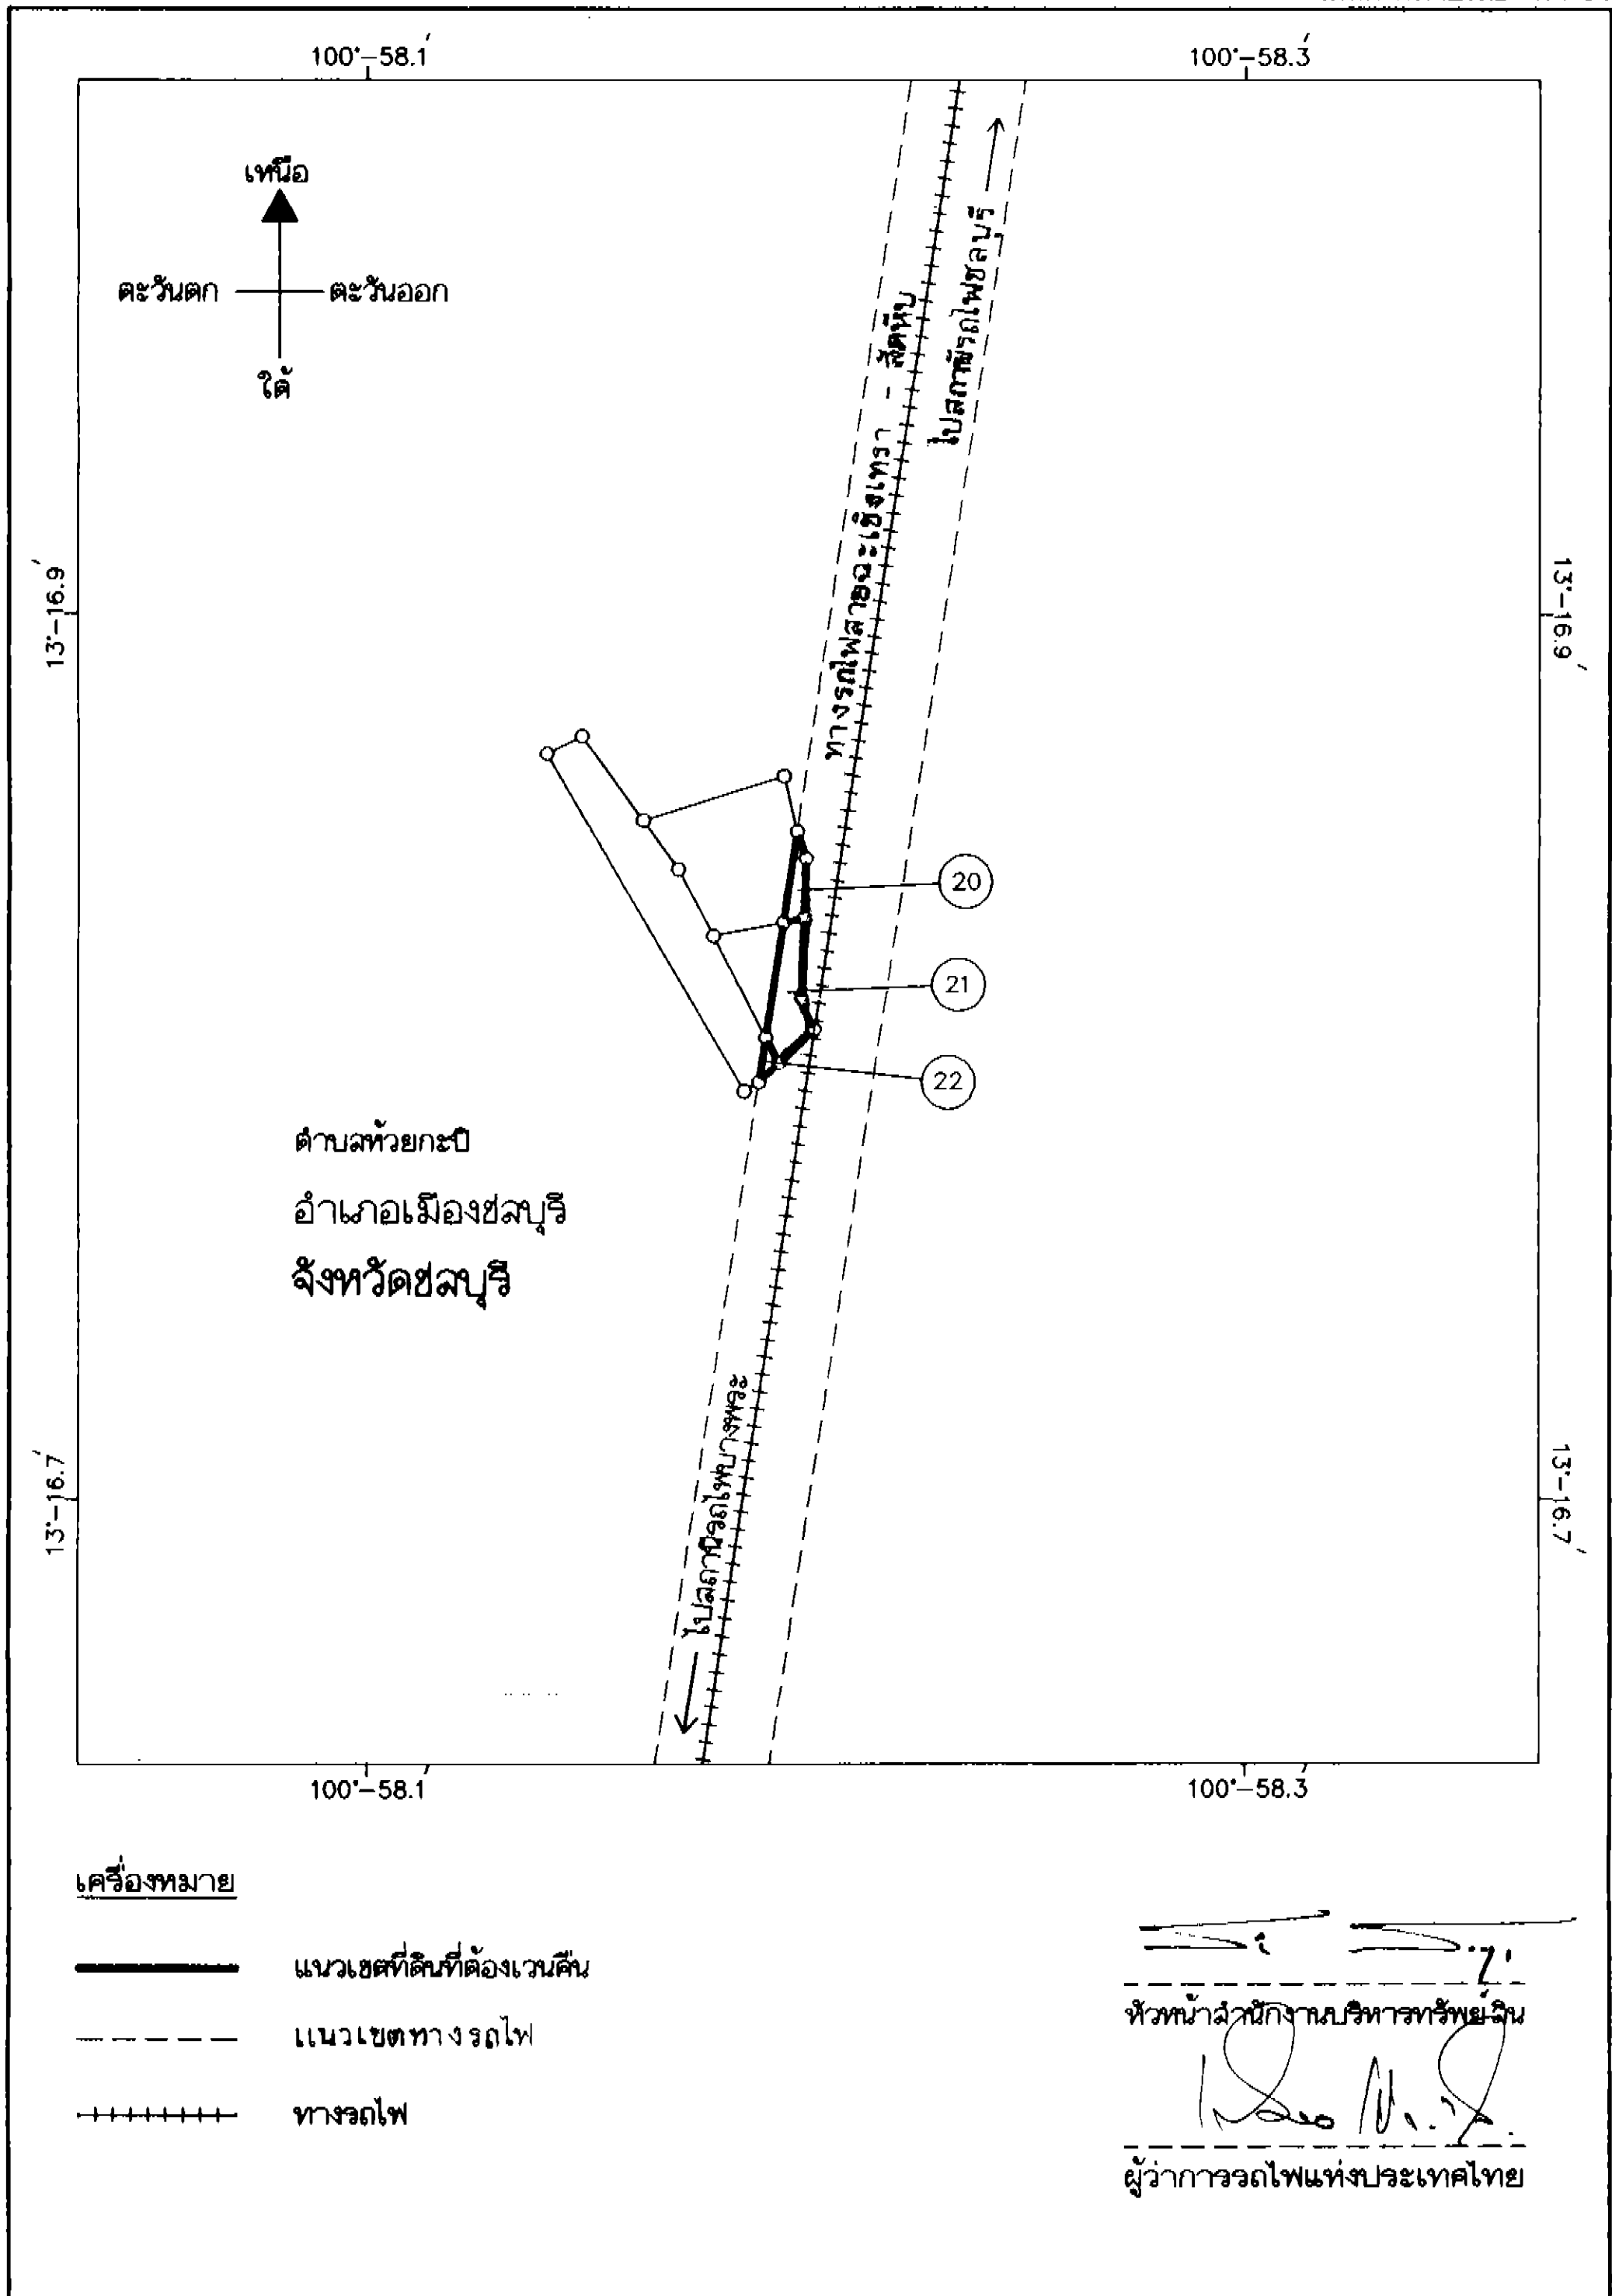 100°-58.1′
100°-58.3′
เหนือ
ตะวันตก
ตะวันออก
ใต้
ทางรถไฟสายฉะเชิงเทรา - สัตหีบ
ไปสถานีรถไฟชลบุรี
13°-16.9′
13°-16.9′
20
21
22
ตำบลห้วยกะปิ
อำเภอเมืองชลบุรี
จังหวัดชลบุรี
ไปสถานีรถไฟบางพระ
13°-16.7′
13°-16.7′
100°-58.1′
100°-58.3′
เครื่องหมาย
แนวเขตที่ดินที่ต้องเวนคืน
แนวเขตทางรถไฟ
ทางรถไฟ
หัวหน้าสำนักงานบริหารทรัพย์สิน
ผู้ว่าการรถไฟแห่งประเทศไทย